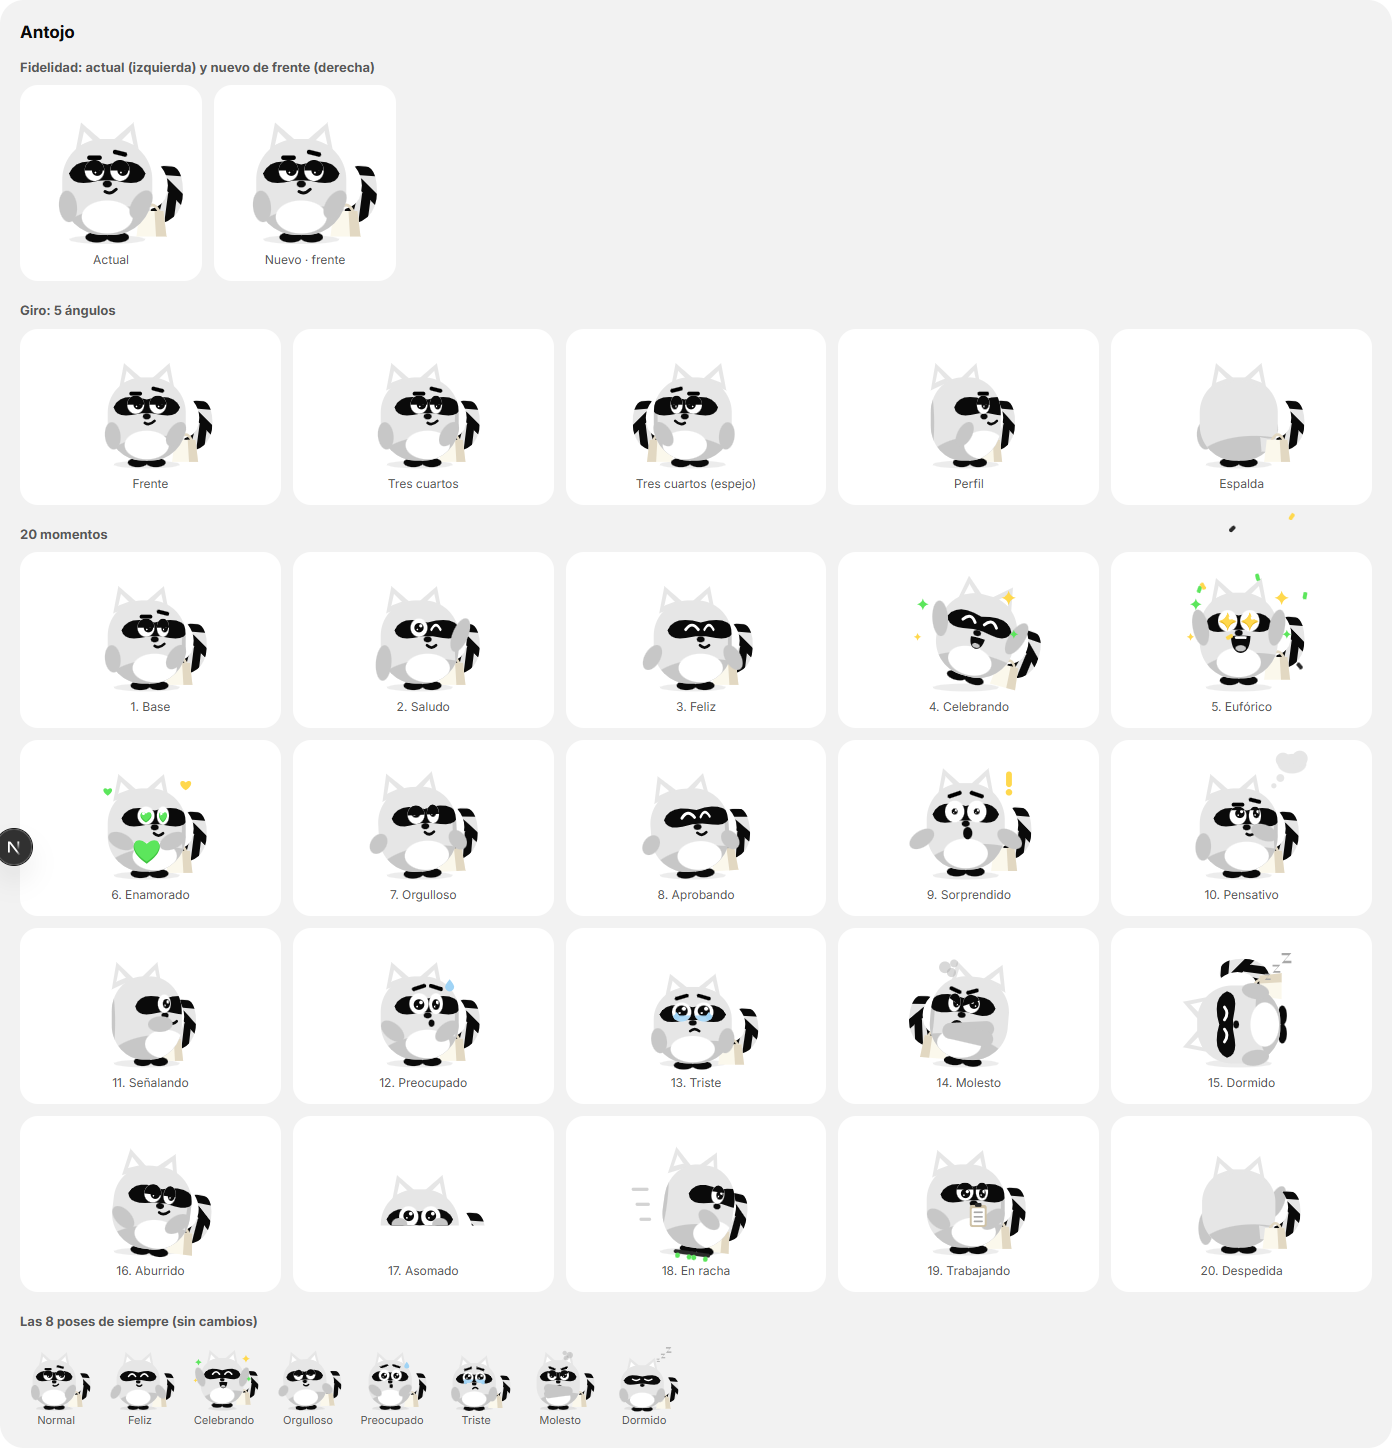 Antojo
Fidelidad: actual (izquierda) y nuevo de frente (derecha)
Actual
Nuevo · frente
Giro: 5 ángulos
Frente
Tres cuartos
Tres cuartos (espejo)
Perfil
Espalda
20 momentos
1. Base
2. Saludo
3. Feliz
4. Celebrando
5. Eufórico
6. Enamorado
7. Orgulloso
8. Aprobando
9. Sorprendido
10. Pensativo
N
11. Señalando
12. Preocupado
13. Triste
14. Molesto
z z
15. Dormido
16. Aburrido
17. Asomado
18. En racha
19. Trabajando
20. Despedida
Las 8 poses de siempre (sin cambios)
Normal
Feliz
Celebrando
Orgulloso
Preocupado
Triste
Molesto
Dormido